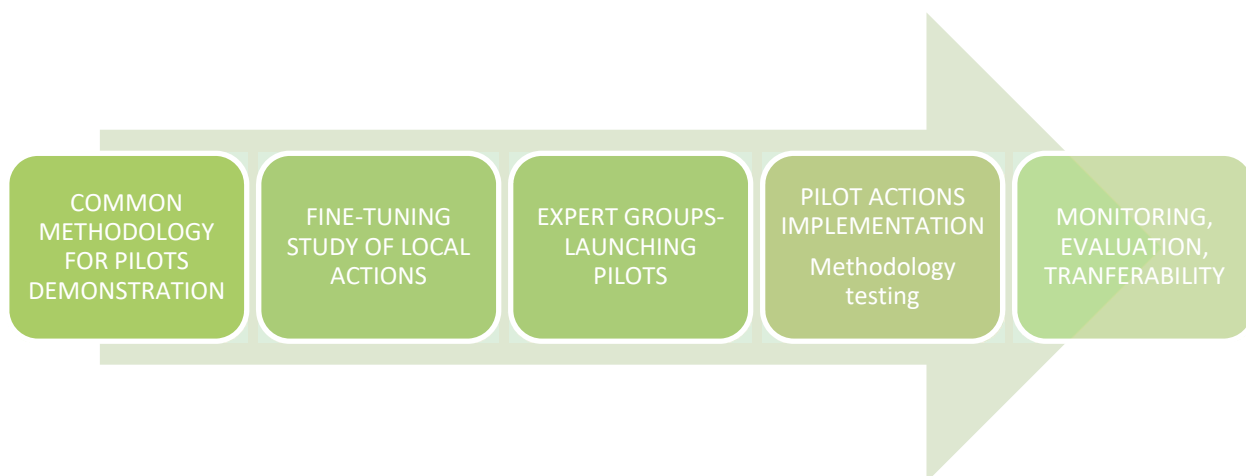 COMMON
METHODOLOGY
FOR PILOTS
DEMONSTRATION
FINE-TUNING
STUDY OF LOCAL
ACTIONS
EXPERT GROUPS-
LAUNCHING
PILOTS
PILOT ACTIONS
IMPLEMENTATION
Methodology
testing
MONITORING,
EVALUATION,
TRANFERABILITY